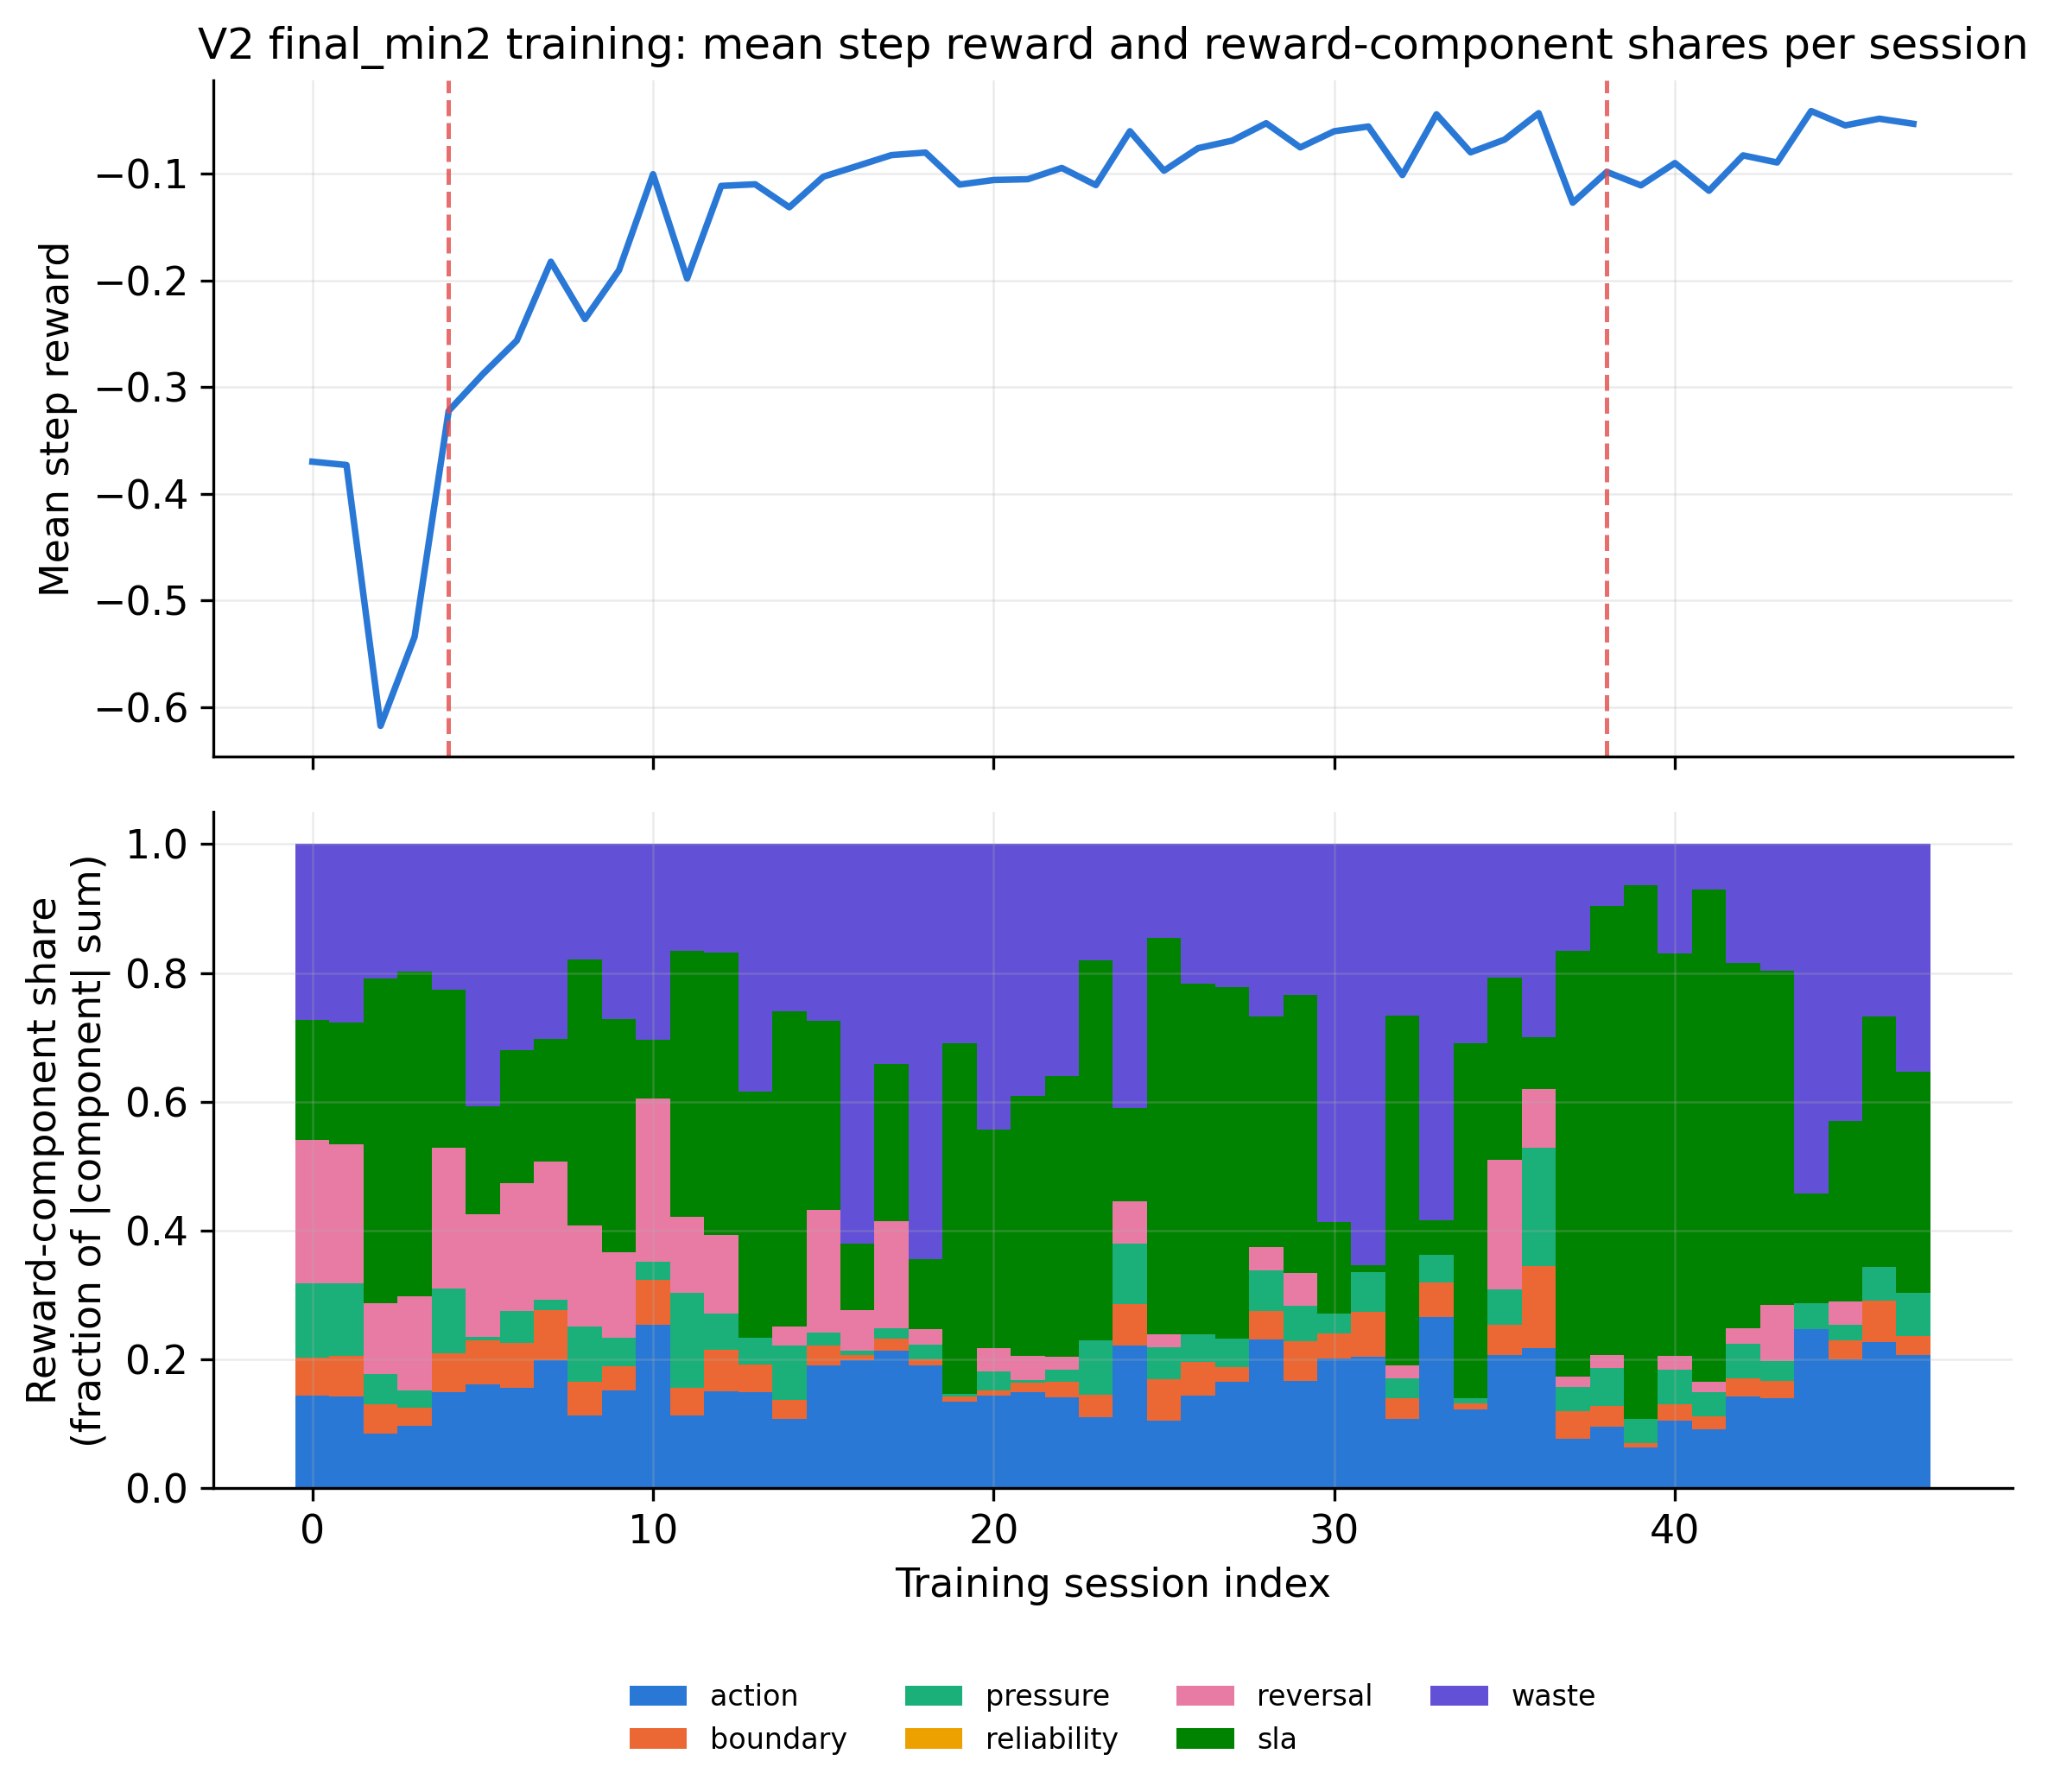 V2 final_min2 training: mean step reward and reward-component shares per session
Mean step reward
−0.1
−0.2
−0.3
−0.4
−0.5
−0.6
Reward-component share
(fraction of |component| sum)
1.0
0.8
0.6
0.4
0.2
0.0
0 10 20 30 40
Training session index
action pressure reversal waste
boundary reliability sla